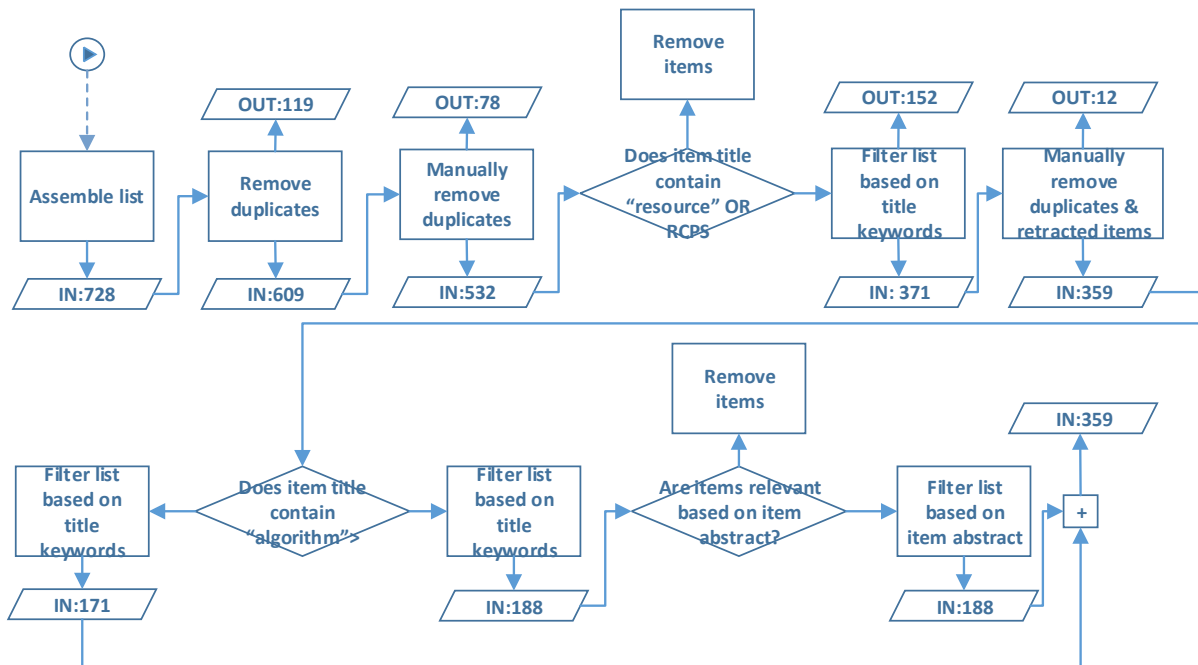 Remove
items
OUT:119
OUT:78
OUT:152
OUT:12
Assemble list
Remove
duplicates
Manually
remove
duplicates
Does item title
contain
“resource” OR
RCPS
Filter list
based on
title
keywords
Manually
remove
duplicates &
retracted items
IN:728
IN:609
IN:532
IN: 371
IN:359
Remove
items
IN:359
Filter list
based on
title
keywords
Does item title
contain
“algorithm”>
Filter list
based on
title
keywords
Are items relevant
based on item
abstract?
Filter list
based on
item abstract
+
IN:171
IN:188
IN:188